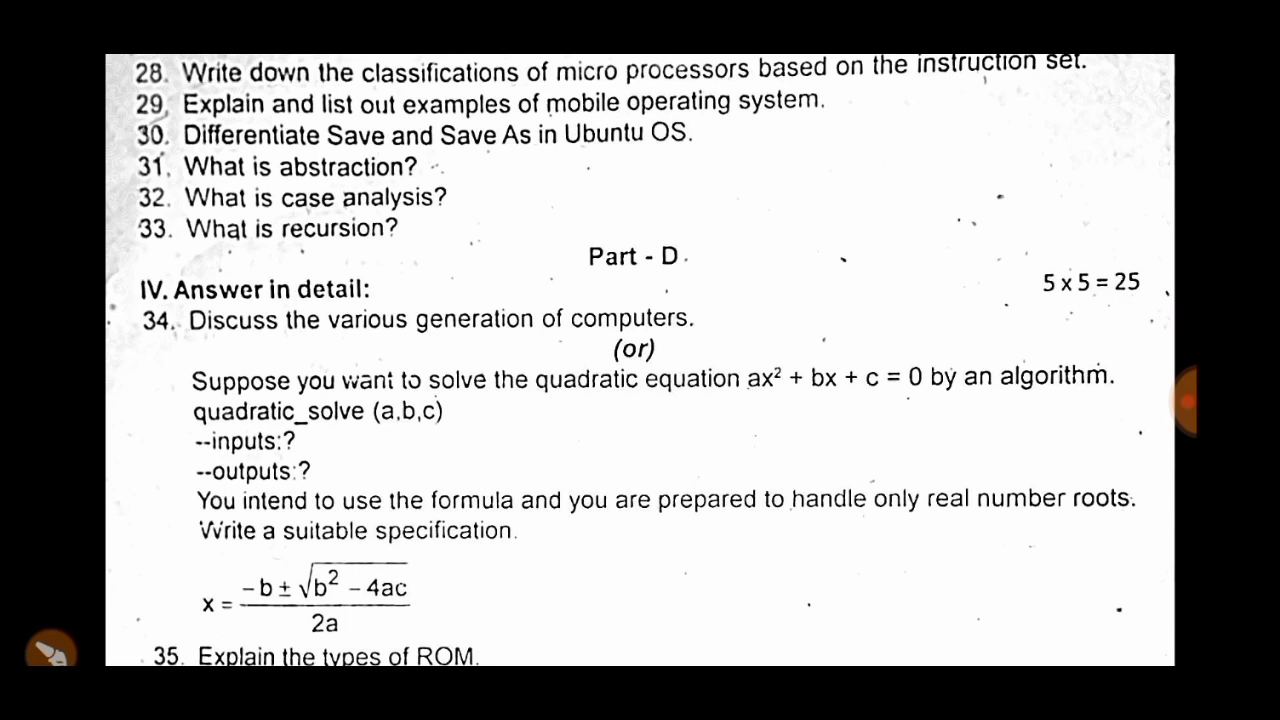 28. Write down the classifications of micro processors based on the instruction set.
29. Explain and list out examples of mobile operating system.
30. Differentiate Save and Save As in Ubuntu OS.
31. What is abstraction?
32. What is case analysis?
33. What is recursion?
Part - D
IV. Answer in detail:
5 x 5 = 25
34. Discuss the various generation of computers.
(or)
Suppose you want to solve the quadratic equation ax² + bx + c = 0 by an algorithm.
quadratic_solve (a,b,c)
--inputs:?
--outputs:?
You intend to use the formula and you are prepared to handle only real number roots.
Write a suitable specification.
x = (-b ± √(b² - 4ac)) / 2a
35. Explain the types of ROM.